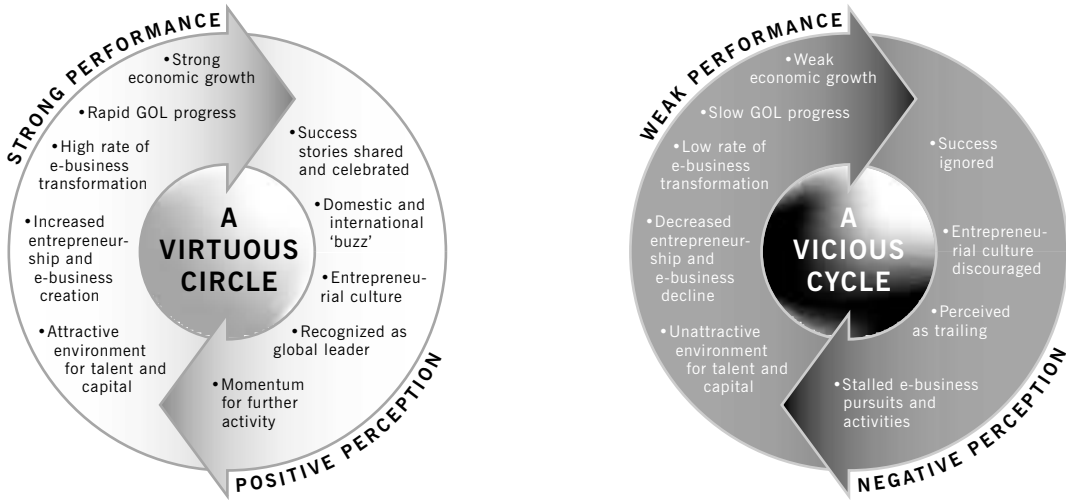 STRONG PERFORMANCE
•Strong
economic growth
•Rapid GOL progress
•High rate of
e-business
transformation
•Increased
entrepreneur-
ship and
e-business
creation
•Attractive
environment
for talent and
capital
•Success
stories shared
and celebrated
•Domestic and
international
'buzz'
•Entrepreneu-
rial culture
•Recognized as
global leader
•Momentum
for further
activity
A
VIRTUOUS
CIRCLE
POSITIVE PERCEPTION
WEAK PERFORMANCE
•Weak
economic growth
•Slow GOL progress
•Low rate of
e-business
transformation
•Decreased
entrepreneur-
ship and
e-business
decline
•Unattractive
environment
for talent and
capital
•Success
ignored
•Entrepreneu-
rial culture
discouraged
•Perceived
as trailing
•Stalled e-business
pursuits and
activities
A
VICIOUS
CYCLE
NEGATIVE PERCEPTION